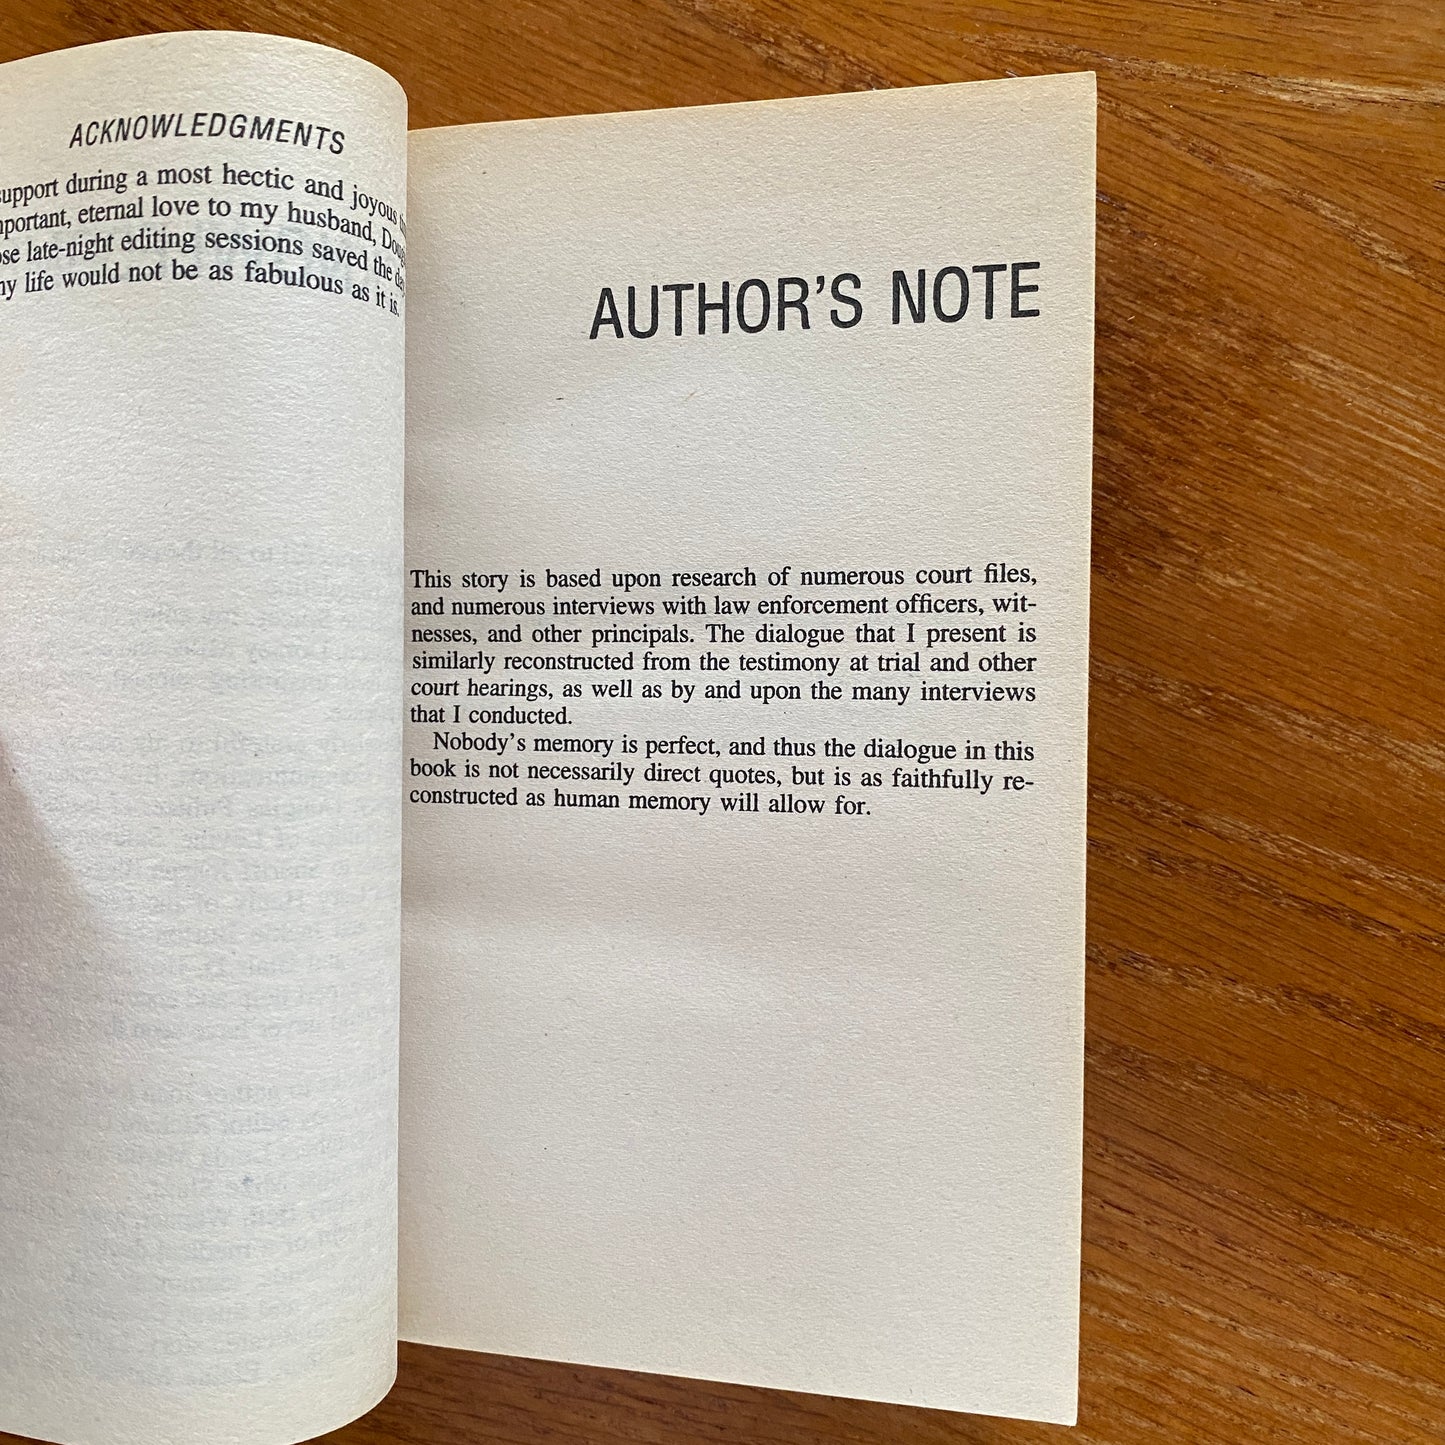 ACKNOWLEDGMENTS
support during a most hectic and joyous
important, eternal love to my husband,
late-night editing sessions saved the day
my life would not be as fabulous as it is.
AUTHOR'S NOTE
This story is based upon research of numerous court files,
and numerous interviews with law enforcement officers, wit-
nesses, and other principals. The dialogue that I present is
similarly reconstructed from the testimony at trial and other
court hearings, as well as by and upon the many interviews
that I conducted.
Nobody's memory is perfect, and thus the dialogue in this
book is not necessarily direct quotes, but is as faithfully re-
constructed as human memory will allow for.